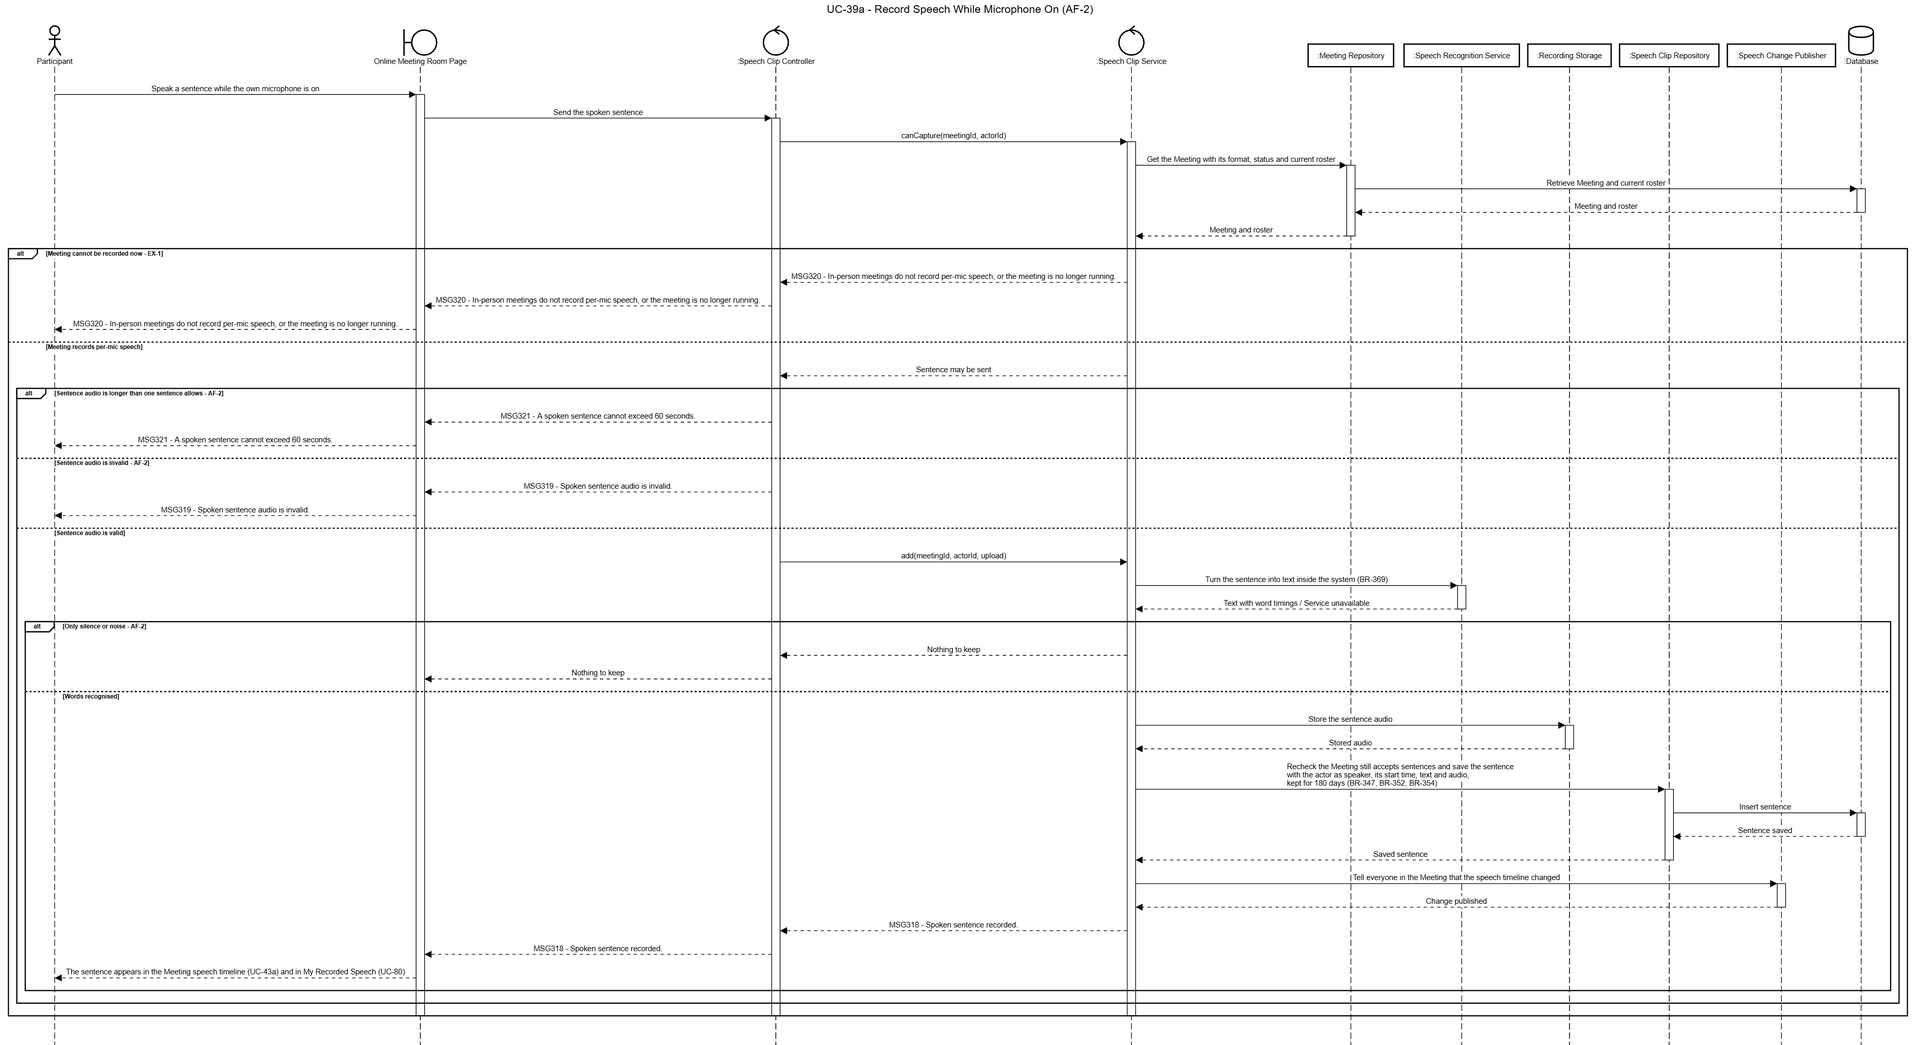 UC-39a - Record Speech While Microphone On (AF-2)
Participant
Online Meeting Room Page
:Speech Clip Controller
:Speech Clip Service
:Meeting Repository
:Speech Recognition Service
:Recording Storage
:Speech Clip Repository
:Speech Change Publisher
:Database
Speak a sentence while the own microphone is on
Send the spoken sentence
canCapture(meetingId, actorId)
Get the Meeting with its format, status and current roster
Retrieve Meeting and current roster
Meeting and roster
Meeting and roster
alt
[Meeting cannot be recorded now - EX-1]
MSG320 - In-person meetings do not record per-mic speech, or the meeting is no longer running.
MSG320 - In-person meetings do not record per-mic speech, or the meeting is no longer running.
MSG320 - In-person meetings do not record per-mic speech, or the meeting is no longer running.
[Meeting records per-mic speech]
Sentence may be sent
alt
[Sentence audio is longer than one sentence allows - AF-2]
MSG321 - A spoken sentence cannot exceed 60 seconds.
MSG321 - A spoken sentence cannot exceed 60 seconds.
[Sentence audio is invalid - AF-2]
MSG319 - Spoken sentence audio is invalid.
MSG319 - Spoken sentence audio is invalid.
[Sentence audio is valid]
add(meetingId, actorId, upload)
Turn the sentence into text inside the system (BR-369)
Text with word timings / Service unavailable
alt
[Only silence or noise - AF-2]
Nothing to keep
Nothing to keep
[Words recognised]
Store the sentence audio
Stored audio
Recheck the Meeting still accepts sentences and save the sentence
with the actor as speaker, its start time, text and audio,
kept for 180 days (BR-347, BR-352, BR-354)
Insert sentence
Sentence saved
Saved sentence
Tell everyone in the Meeting that the speech timeline changed
Change published
MSG318 - Spoken sentence recorded.
MSG318 - Spoken sentence recorded.
The sentence appears in the Meeting speech timeline (UC-43a) and in My Recorded Speech (UC-80)